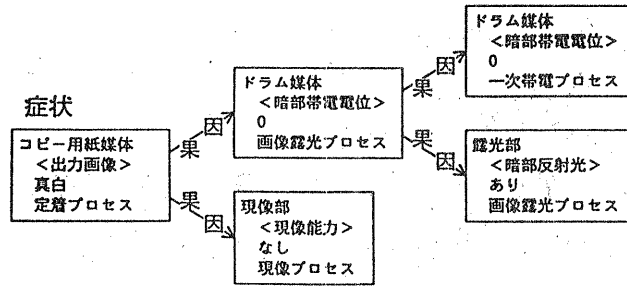 症状
コピー用紙媒体
<出力画像>
真白
定着プロセス
果
因
果
因
ドラム媒体
<暗部帯電電位>
0
画像露光プロセス
現像部
<現像能力>
なし
現像プロセス
果
因
果
因
ドラム媒体
<暗部帯電電位>
0
一次帯電プロセス
露光部
<暗部反射光>
あり
画像露光プロセス